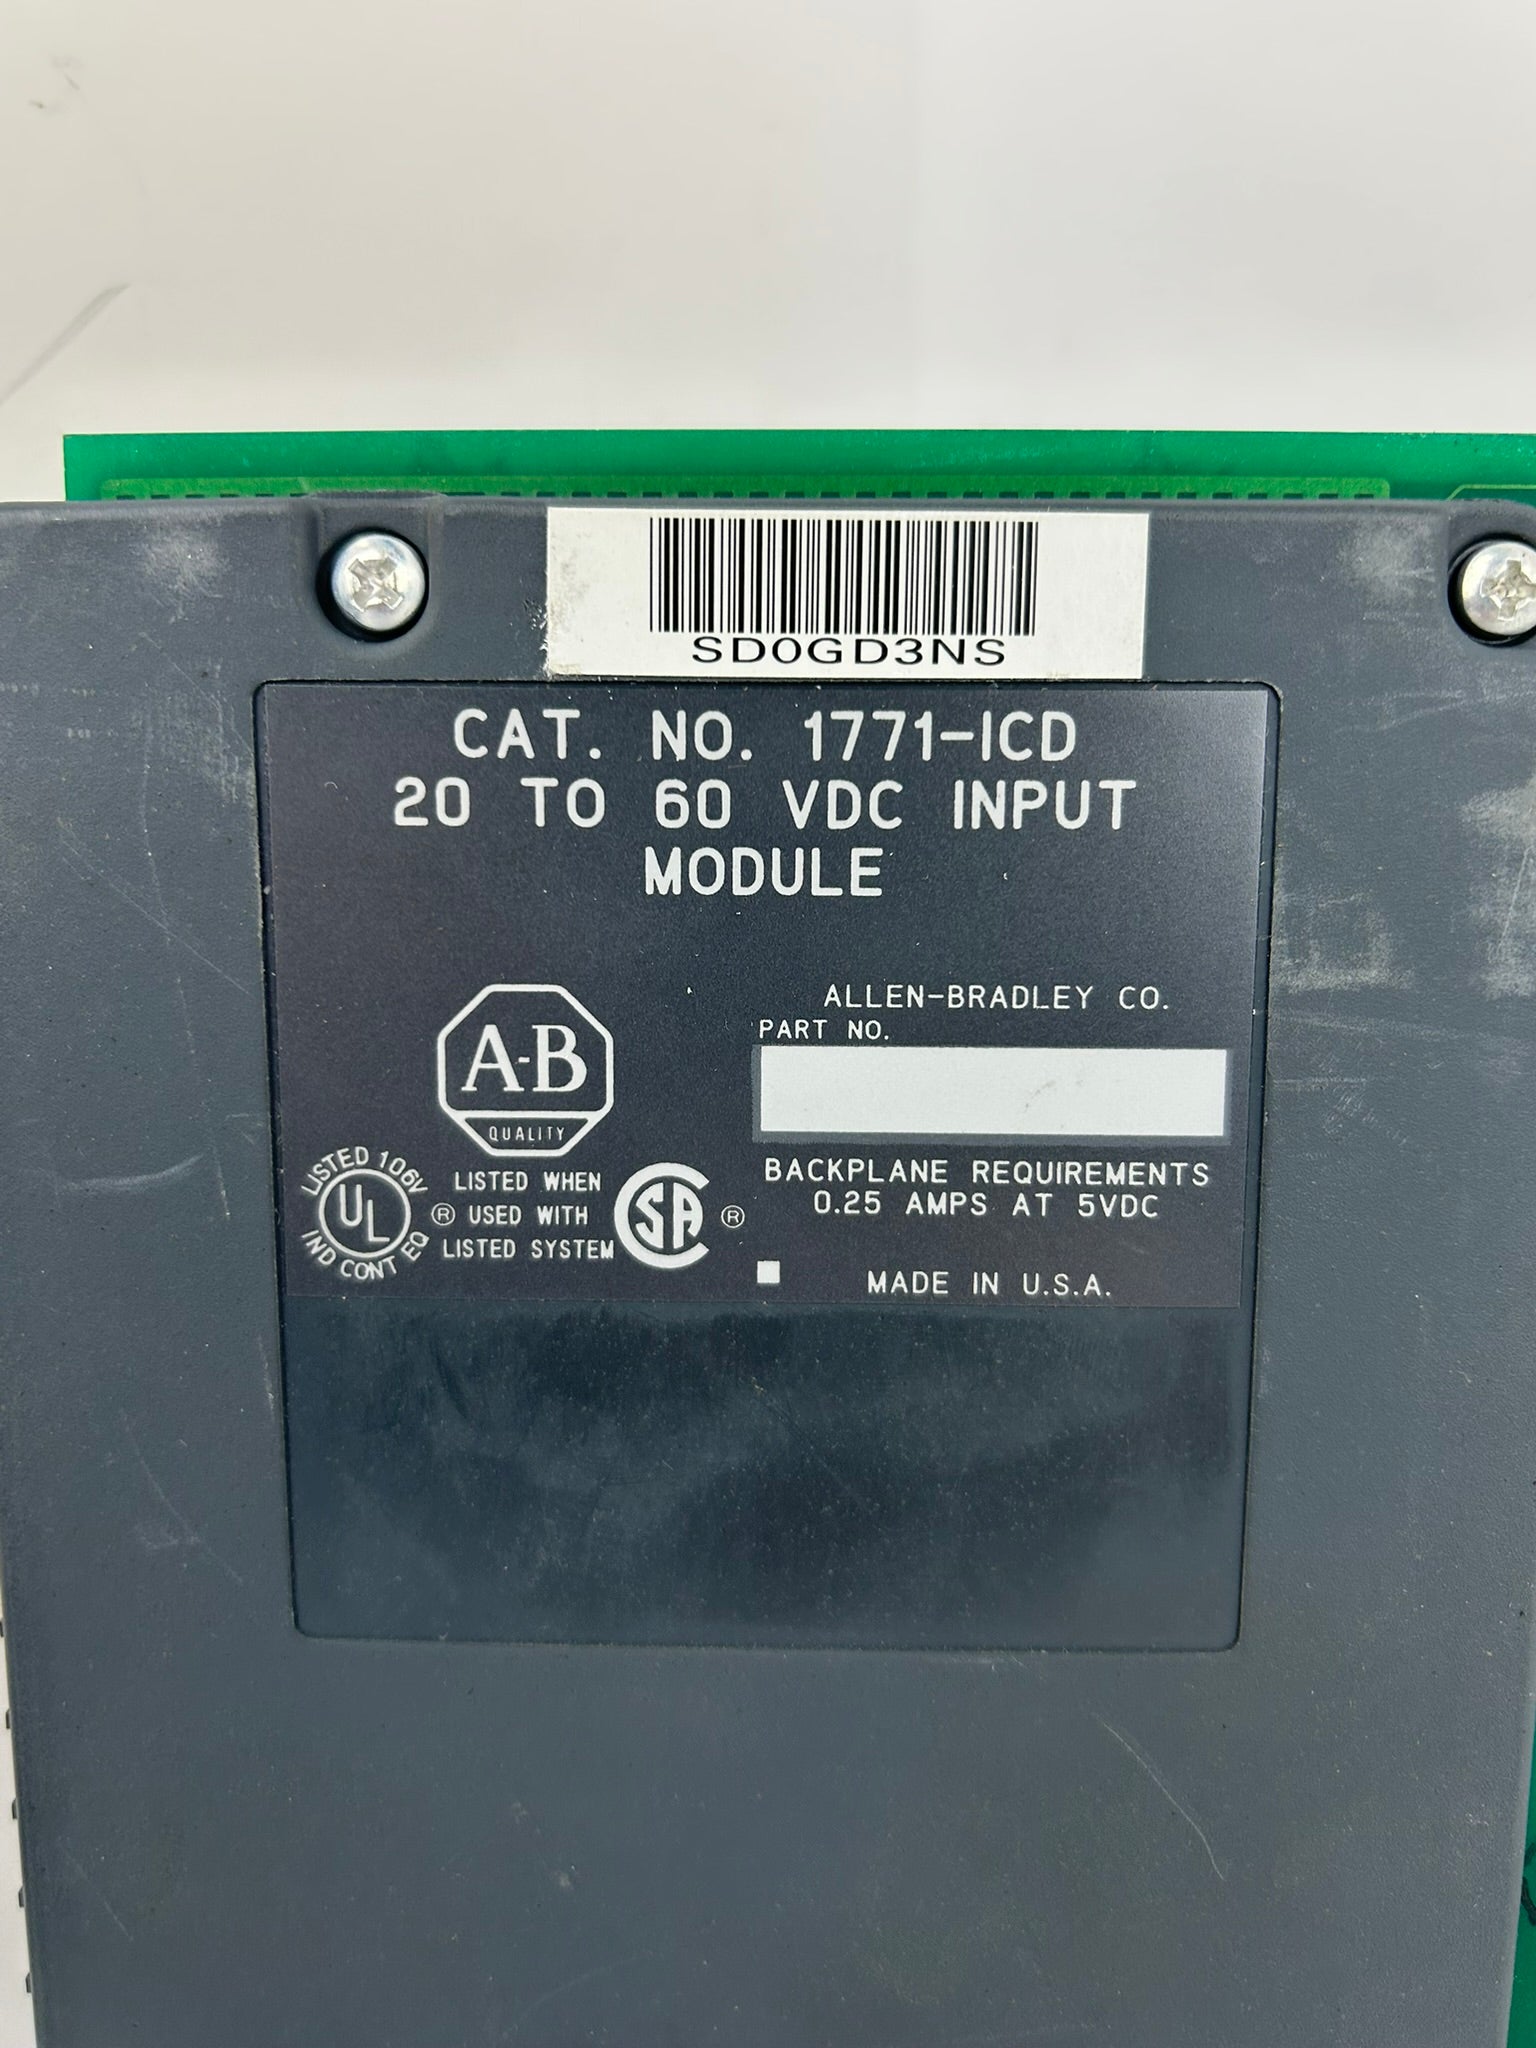 SD0GD3NS
CAT. NO. 1771-ICD
20 TO 60 VDC INPUT
MODULE
A-B
QUALITY
ALLEN-BRADLEY CO.
PART NO.
LISTED 106V
UL
IND CONT EQ
®
LISTED WHEN
USED WITH
LISTED SYSTEM
SA ®
BACKPLANE REQUIREMENTS
0.25 AMPS AT 5VDC
MADE IN U.S.A.